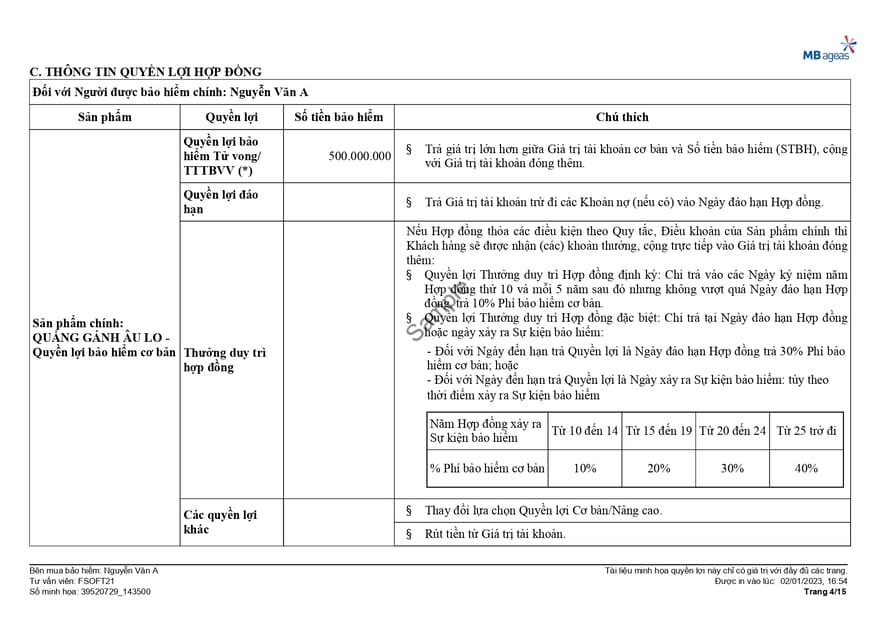 MB ageas
C. THÔNG TIN QUYỀN LỢI HỢP ĐỒNG
Đối với Người được bảo hiểm chính: Nguyễn Văn A
Sản phẩm
Quyền lợi
Số tiền bảo hiểm
Chú thích
Sản phẩm chính:
QUẲNG GÁNH ÂU LO -
Quyền lợi bảo hiểm cơ bản
Quyền lợi bảo
hiểm Tử vong/
TTTBVV (*)
500.000.000
§ Trả giá trị lớn hơn giữa Giá trị tài khoản cơ bản và Số tiền bảo hiểm (STBH), cộng
với Giá trị tài khoản đóng thêm.
Quyền lợi đáo
hạn
§ Trả Giá trị tài khoản trừ đi các Khoản nợ (nếu có) vào Ngày đáo hạn Hợp đồng.
Thưởng duy trì
hợp đồng
Nếu Hợp đồng thỏa các điều kiện theo Quy tắc, Điều khoản của Sản phẩm chính thì
Khách hàng sẽ được nhận (các) khoản thưởng, cộng trực tiếp vào Giá trị tài khoản đóng
thêm:
§ Quyền lợi Thưởng duy trì Hợp đồng định kỳ: Chi trả vào các Ngày kỷ niệm năm
Hợp đồng thứ 10 và mỗi 5 năm sau đó nhưng không vượt quá Ngày đáo hạn Hợp
đồng, trả 10% Phí bảo hiểm cơ bản.
§ Quyền lợi Thưởng duy trì Hợp đồng đặc biệt: Chi trả tại Ngày đáo hạn Hợp đồng
hoặc ngày xảy ra Sự kiện bảo hiểm:
- Đối với Ngày đến hạn trả Quyền lợi là Ngày đáo hạn Hợp đồng trả 30% Phí bảo
hiểm cơ bản; hoặc
- Đối với Ngày đến hạn trả Quyền lợi là Ngày xảy ra Sự kiện bảo hiểm: tùy theo
thời điểm xảy ra Sự kiện bảo hiểm
Năm Hợp đồng xảy ra
Sự kiện bảo hiểm
Từ 10 đến 14
Từ 15 đến 19
Từ 20 đến 24
Từ 25 trở đi
% Phí bảo hiểm cơ bản
10%
20%
30%
40%
Sample
Các quyền lợi
khác
§ Thay đổi lựa chọn Quyền lợi Cơ bản/Nâng cao.
§ Rút tiền từ Giá trị tài khoản.
Bên mua bảo hiểm: Nguyễn Văn A
Tư vấn viên: FSOFT21
Số minh họa: 39520729_143500
Tài liệu minh họa quyền lợi này chỉ có giá trị với đầy đủ các trang.
Được in vào lúc: 02/01/2023, 16:54
Trang 4/15